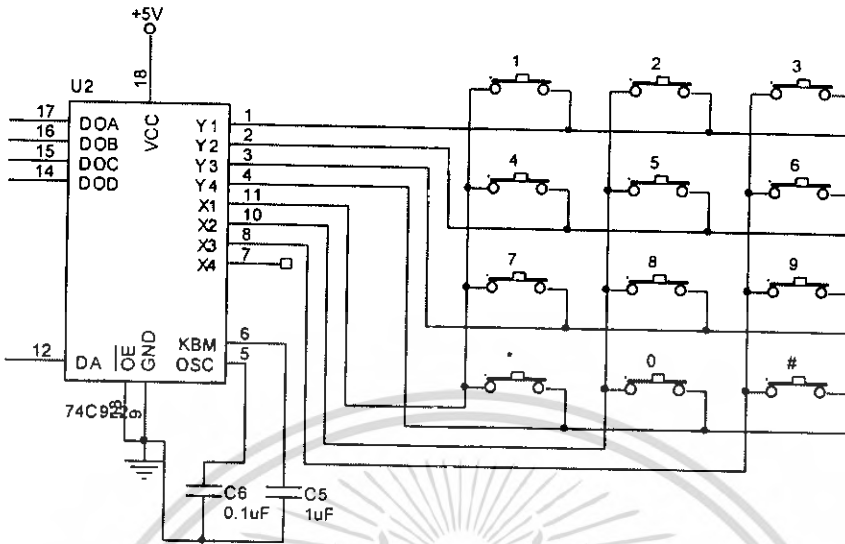 +5V
18
U2
VCC
17 DOA
16 DOB
15 DOC
14 DOD
Y1 1
Y2 2
Y3 3
Y4 4
X1 11
X2 10
X3 8
X4 7
KBM 6
OSC 5
12 DA
OE
GND
9
C6
0.1uF
C5
1uF
1 2 3
4 5 6
7 8 9
* 0 #